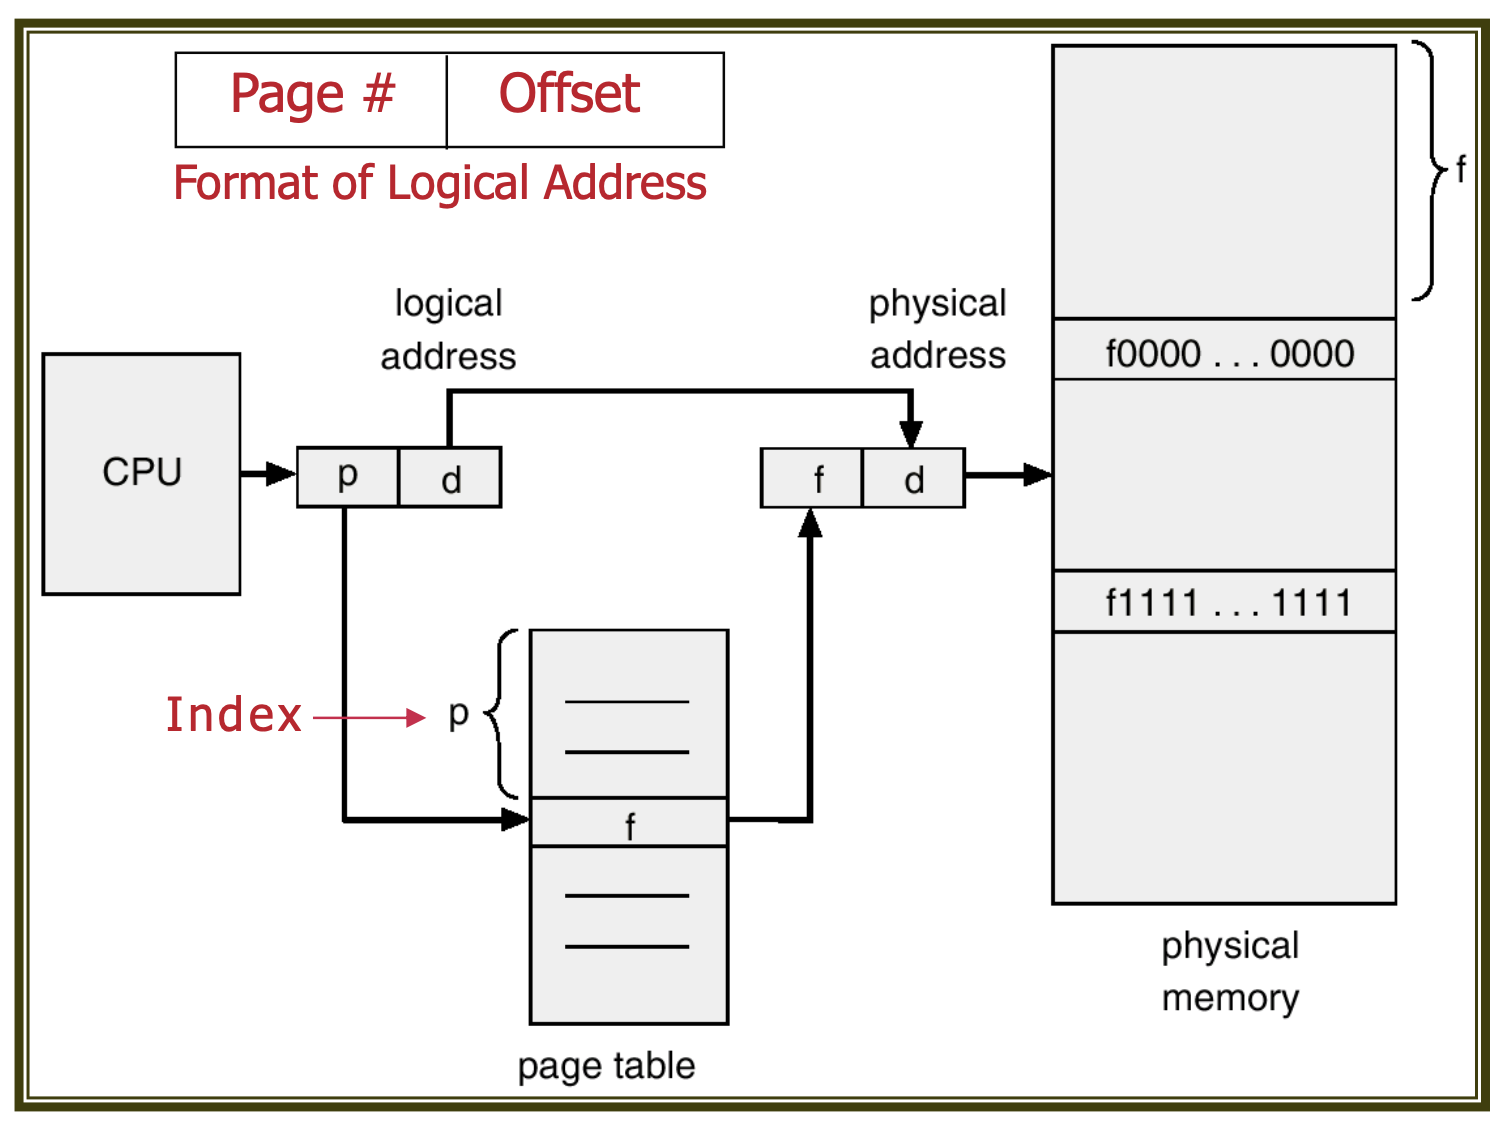 Page # Offset
Format of Logical Address
f
logical
address
physical
address
f0000 . . . 0000
CPU
p d
f d
f1111 . . . 1111
Index
p
f
physical
memory
page table